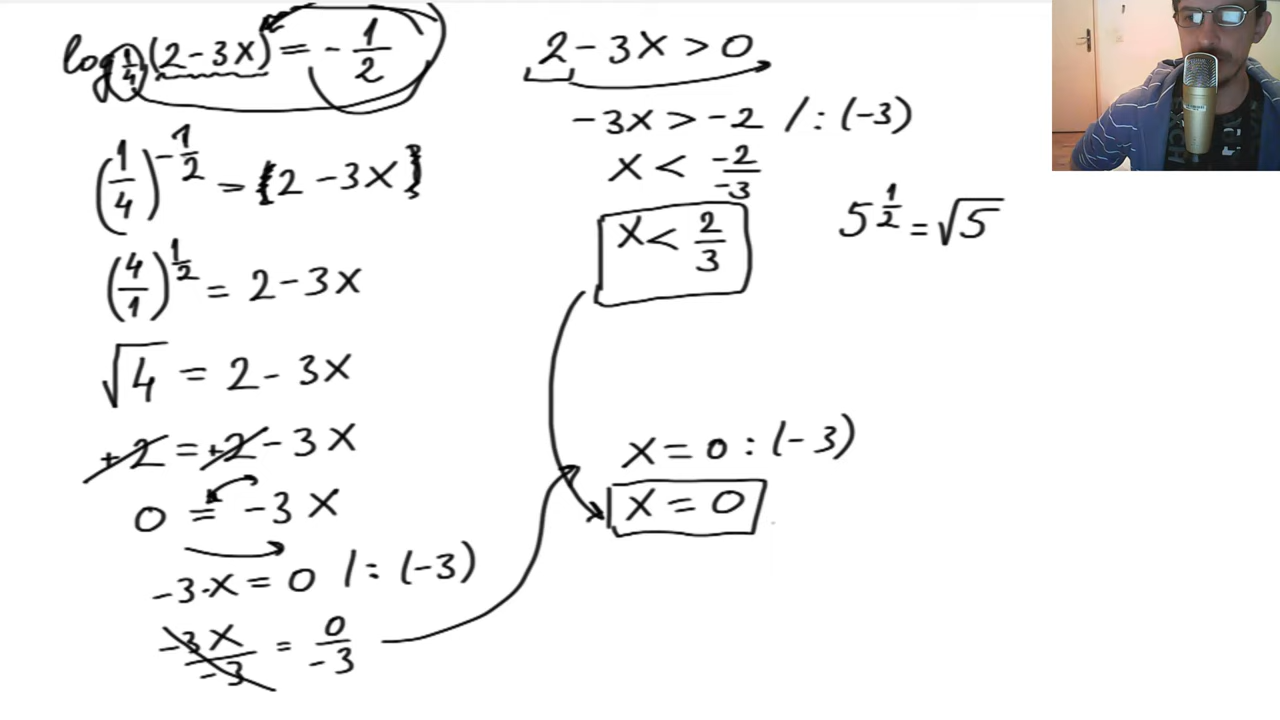 log 1/4 (2-3x) = - 1/2
(1/4)^(-1/2) = {2-3x}
(4/1)^(1/2) = 2-3x
√4 = 2-3x
+2 = +2-3x
0 = -3x
-3·x = 0 /: (-3)
-3x/-3 = 0/-3
2-3x > 0
-3x > -2 /: (-3)
x < -2/-3
x < 2/3
x = 0 : (-3)
x = 0
5^(1/2) = √5